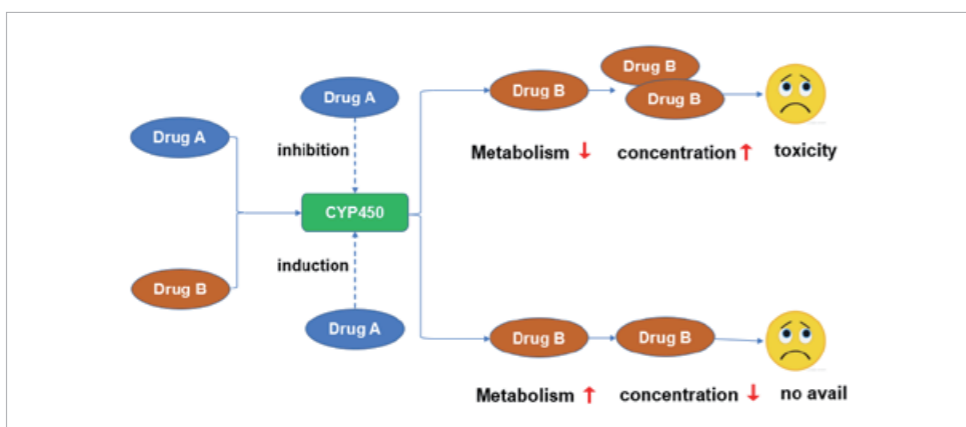 Drug A
Drug B
Drug A
inhibition
CYP450
induction
Drug A
Drug B
Drug B
Drug B
Metabolism ↓ concentration ↑ toxicity
Drug B
Drug B
Metabolism ↑ concentration ↓ no avail